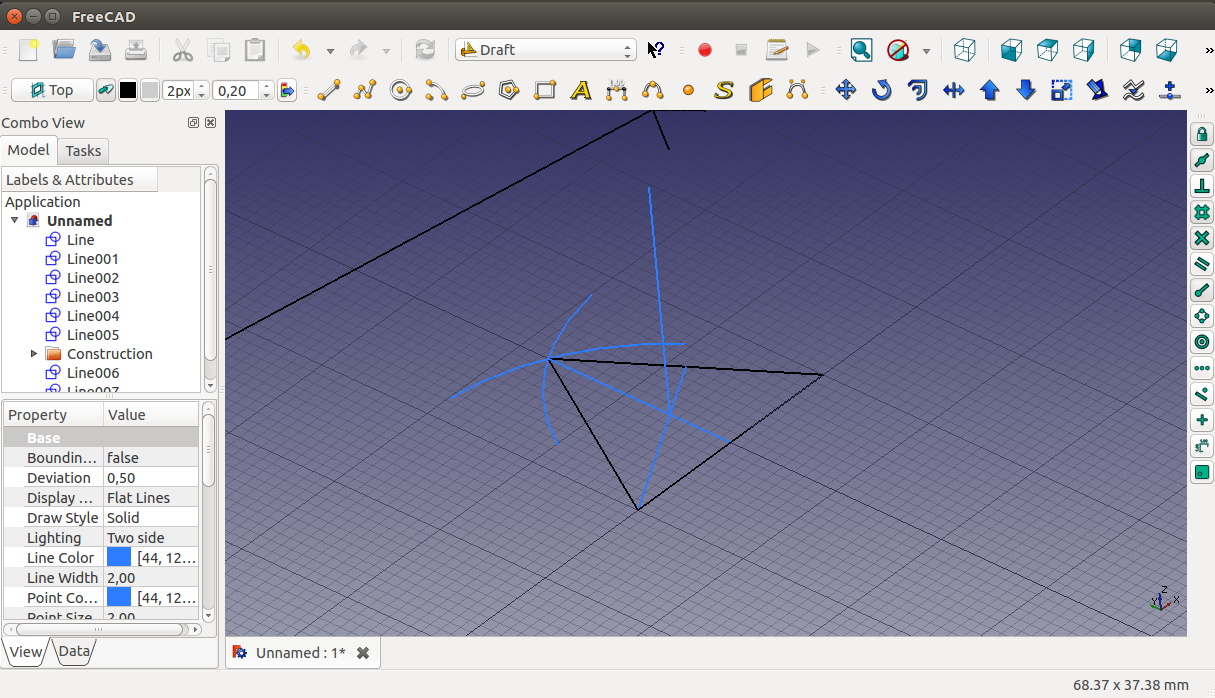 FreeCAD
Draft
Top
2px
0,20
Combo View
Model
Tasks
Labels & Attributes
Application
Unnamed
Line
Line001
Line002
Line003
Line004
Line005
Construction
Line006
Line007
Property
Value
Base
Boundin...
false
Deviation
0,50
Display ...
Flat Lines
Draw Style
Solid
Lighting
Two side
Line Color
[44, 12...
Line Width
2,00
Point Co...
[44, 12...
Point Size
2,00
View
Data
Z
Y
X
Unnamed : 1*
68.37 x 37.38 mm